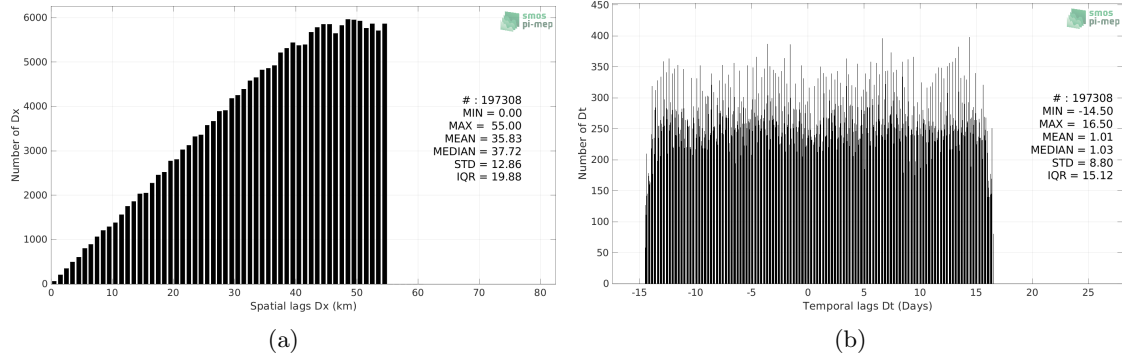 6000
5000
4000
3000
2000
1000
0
Number of Dx
smos
pi-mep
# : 197308
MIN = 0.00
MAX = 55.00
MEAN = 35.83
MEDIAN = 37.72
STD = 12.86
IQR = 19.88
0 10 20 30 40 50 60 70 80
Spatial lags Dx (km)
(a)
450
400
350
300
250
200
150
100
50
0
Number of Dt
smos
pi-mep
# : 197308
MIN = -14.50
MAX = 16.50
MEAN = 1.01
MEDIAN = 1.03
STD = 8.80
IQR = 15.12
-15 -10 -5 0 5 10 15 20 25
Temporal lags Dt (Days)
(b)